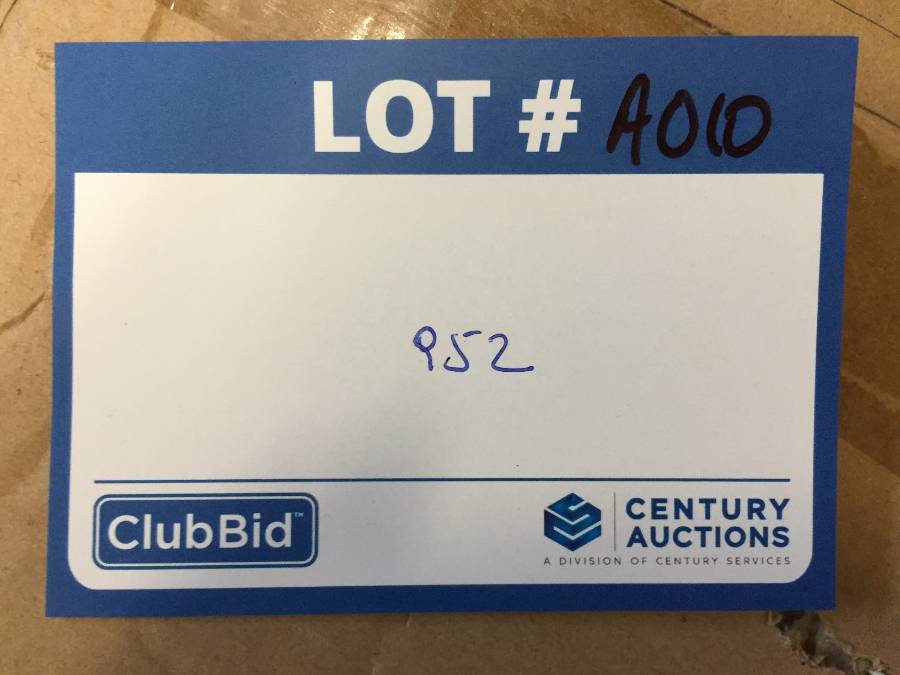 LOT # A010
952
ClubBid™
CENTURY
AUCTIONS
A DIVISION OF CENTURY SERVICES